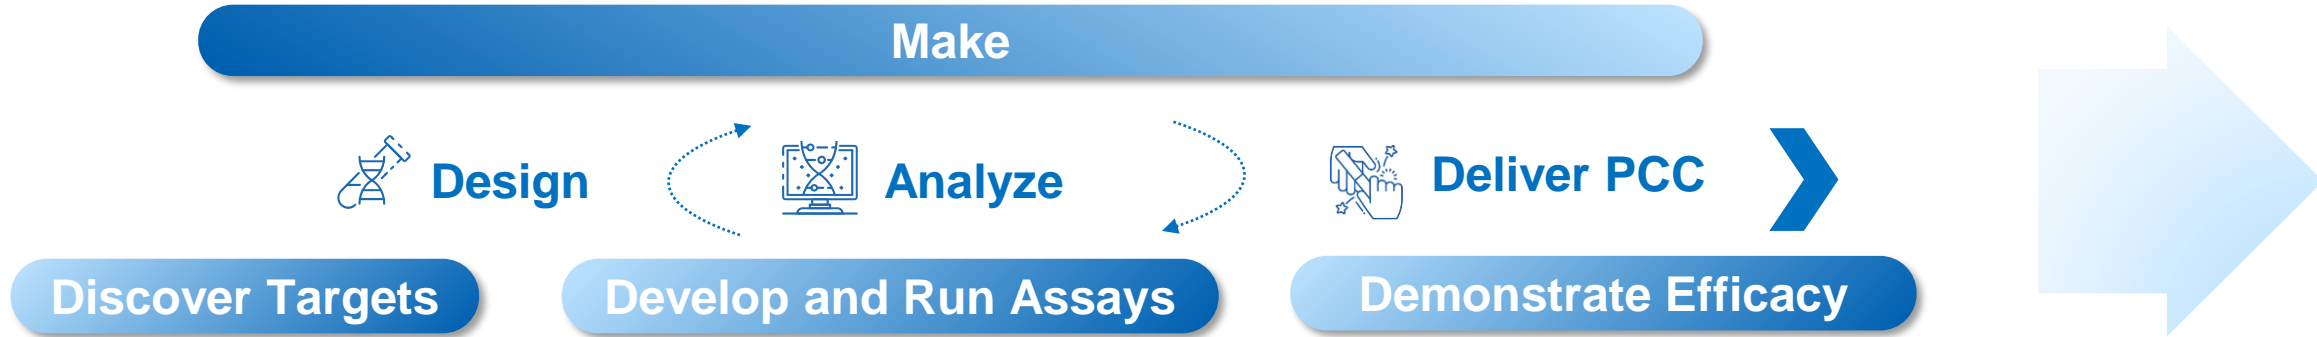 Make
Design
Analyze
Deliver PCC
Discover Targets
Develop and Run Assays
Demonstrate Efficacy